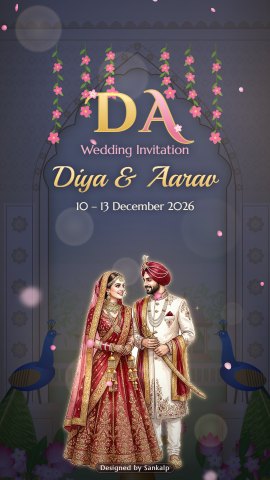 DA
Wedding Invitation
Diya & Aarav
10 – 13 December 2026
Designed by Sankalp